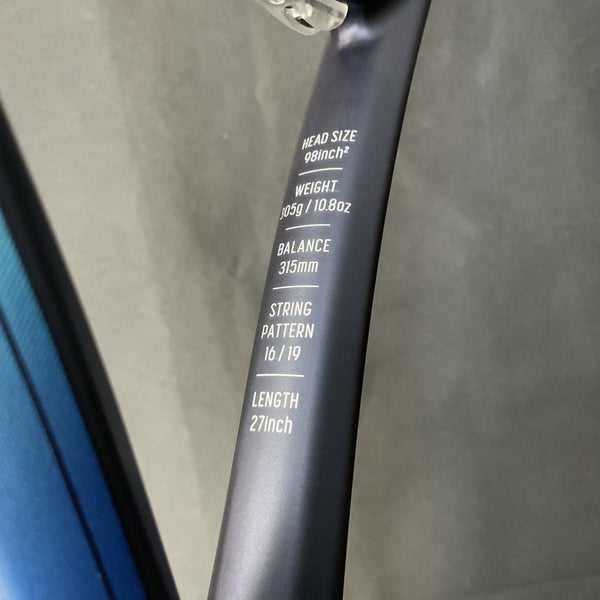 HEAD SIZE
98inch²
WEIGHT
305g / 10.8oz
BALANCE
315mm
STRING
PATTERN
16 / 19
LENGTH
27inch